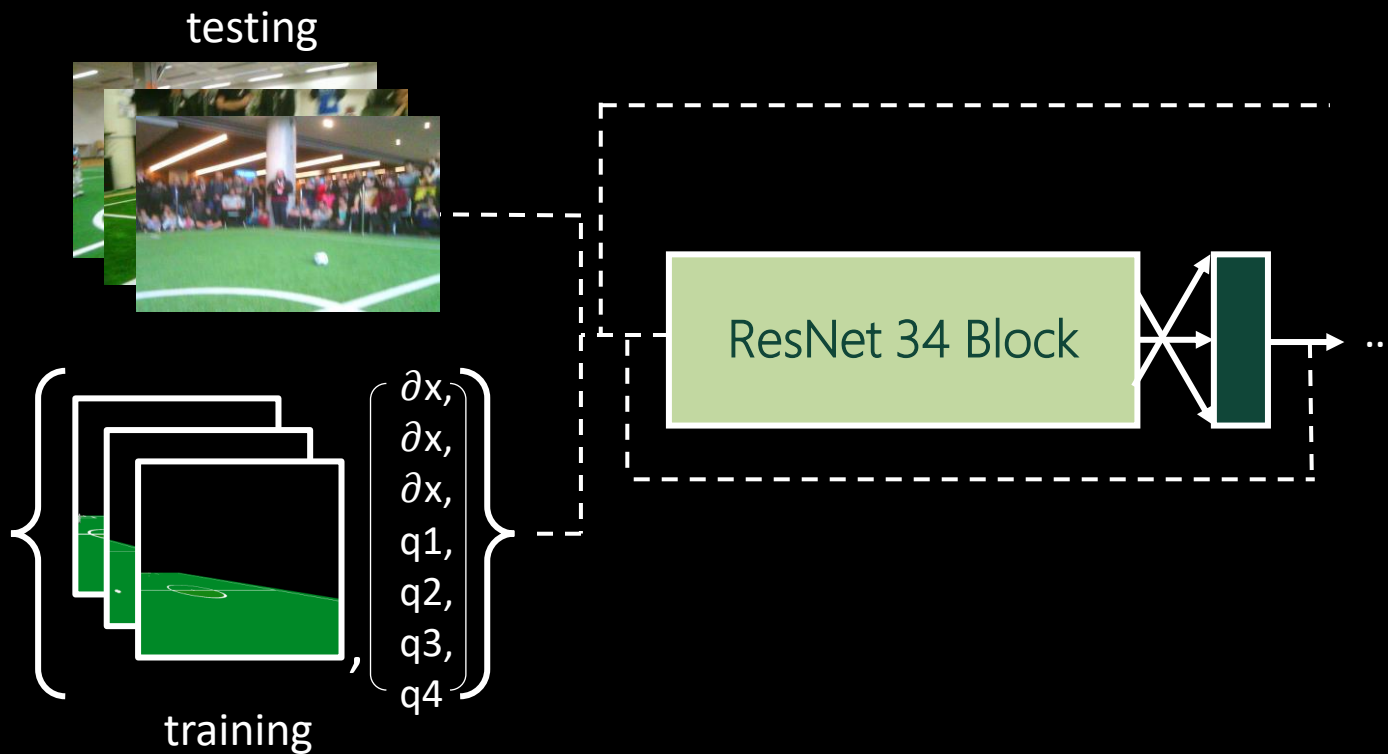 testing
ResNet 34 Block
..
∂x,
∂x,
∂x,
q1,
q2,
q3,
q4
,
training